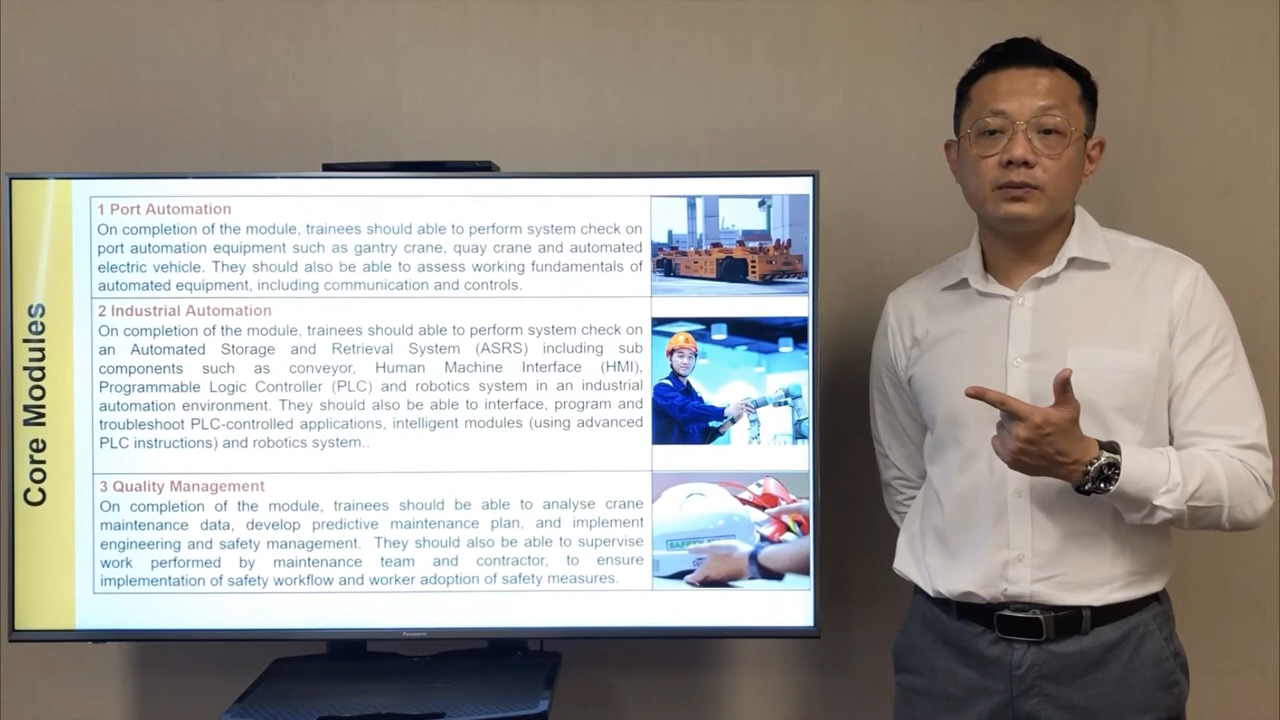 Core Modules
1 Port Automation
On completion of the module, trainees should able to perform system check on
port automation equipment such as gantry crane, quay crane and automated
electric vehicle. They should also be able to assess working fundamentals of
automated equipment, including communication and controls.
2 Industrial Automation
On completion of the module, trainees should able to perform system check on
an Automated Storage and Retrieval System (ASRS) including sub
components such as conveyor, Human Machine Interface (HMI),
Programmable Logic Controller (PLC) and robotics system in an industrial
automation environment. They should also be able to interface, program and
troubleshoot PLC-controlled applications, intelligent modules (using advanced
PLC instructions) and robotics system..
3 Quality Management
On completion of the module, trainees should be able to analyse crane
maintenance data, develop predictive maintenance plan, and implement
engineering and safety management. They should also be able to supervise
work performed by maintenance team and contractor, to ensure
implementation of safety workflow and worker adoption of safety measures.
SAFETY
Panasonic